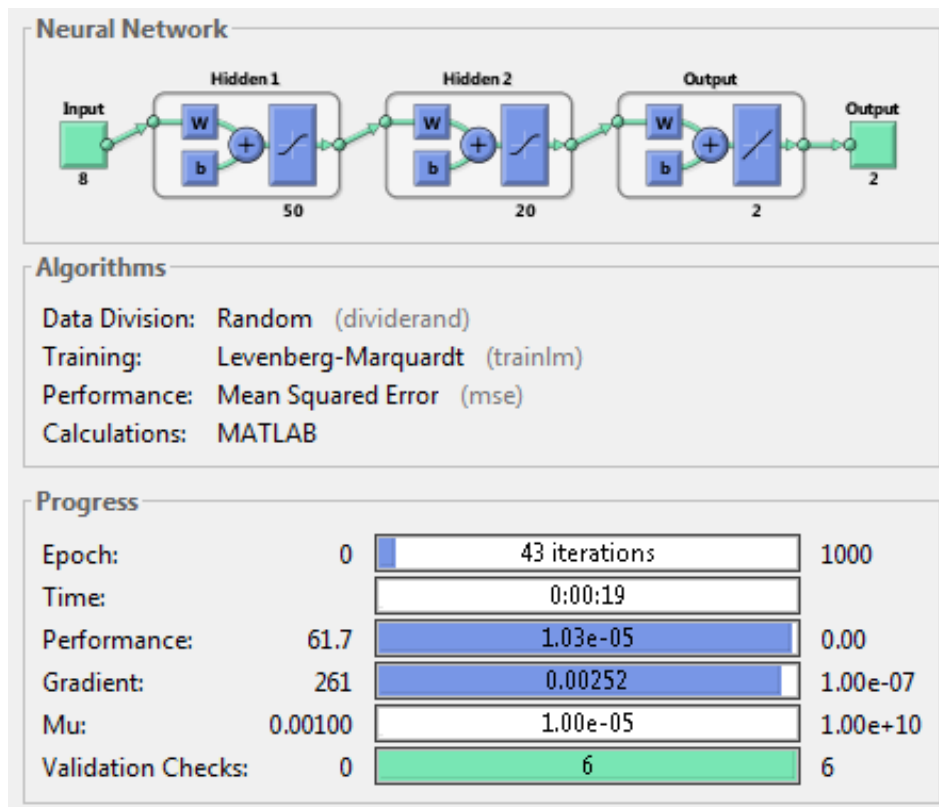 Neural Network
Hidden 1 Hidden 2 Output
Input Output
W W W
+ + +
b b b
8 2
50 20 2
Algorithms
Data Division: Random (dividerand)
Training: Levenberg-Marquardt (trainlm)
Performance: Mean Squared Error (mse)
Calculations: MATLAB
Progress
Epoch: 0 43 iterations 1000
Time: 0:00:19
Performance: 61.7 1.03e-05 0.00
Gradient: 261 0.00252 1.00e-07
Mu: 0.00100 1.00e-05 1.00e+10
Validation Checks: 0 6 6